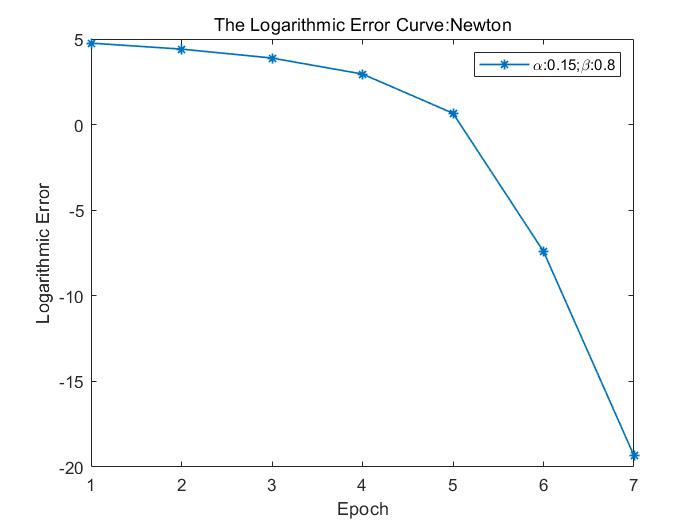 The Logarithmic Error Curve:Newton
α:0.15;β:0.8
5
0
-5
-10
-15
-20
Logarithmic Error
1 2 3 4 5 6 7
Epoch